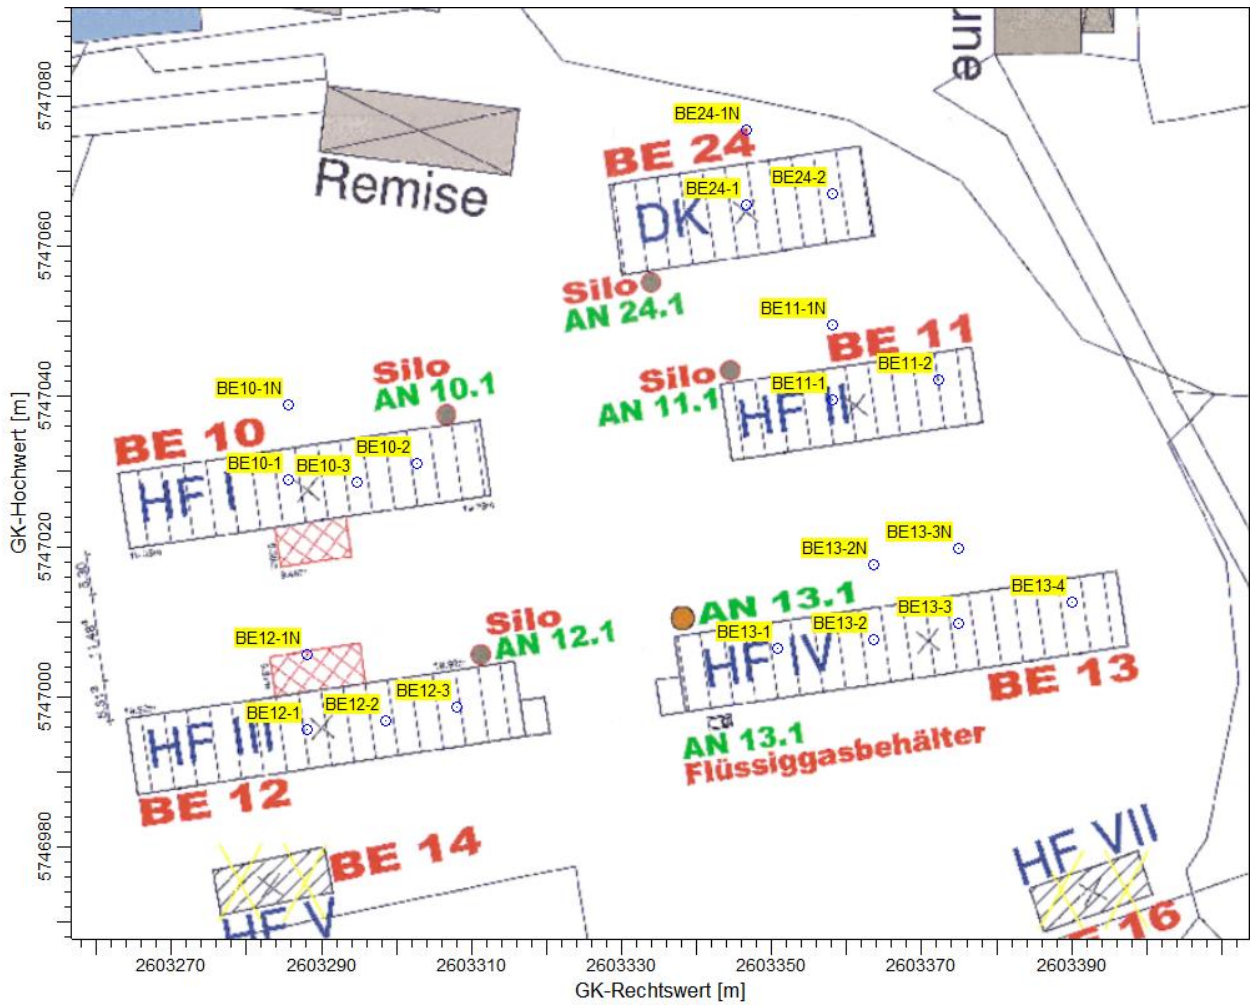 une
Remise
BE24-1N
BE 24
BE24-1
BE24-2
DK
Silo
AN 24.1
BE11-1N
BE 11
Silo
AN 11.1
BE11-1
BE11-2
HF II
Silo
AN 10.1
BE10-1N
BE 10
BE10-1
BE10-3
BE10-2
HF I
BE13-3N
BE13-2N
AN 13.1
BE13-4
BE13-3
BE13-2
BE13-1
HF IV
BE 13
AN 13.1
Flüssiggasbehälter
Silo
AN 12.1
BE12-1N
BE12-3
BE12-2
BE12-1
HF III
BE 12
BE 14
HF V
HF VII
E 16
5747080
5747060
5747040
5747020
5747000
5746980
GK-Hochwert [m]
2603270
2603290
2603310
2603330
2603350
2603370
2603390
GK-Rechtswert [m]